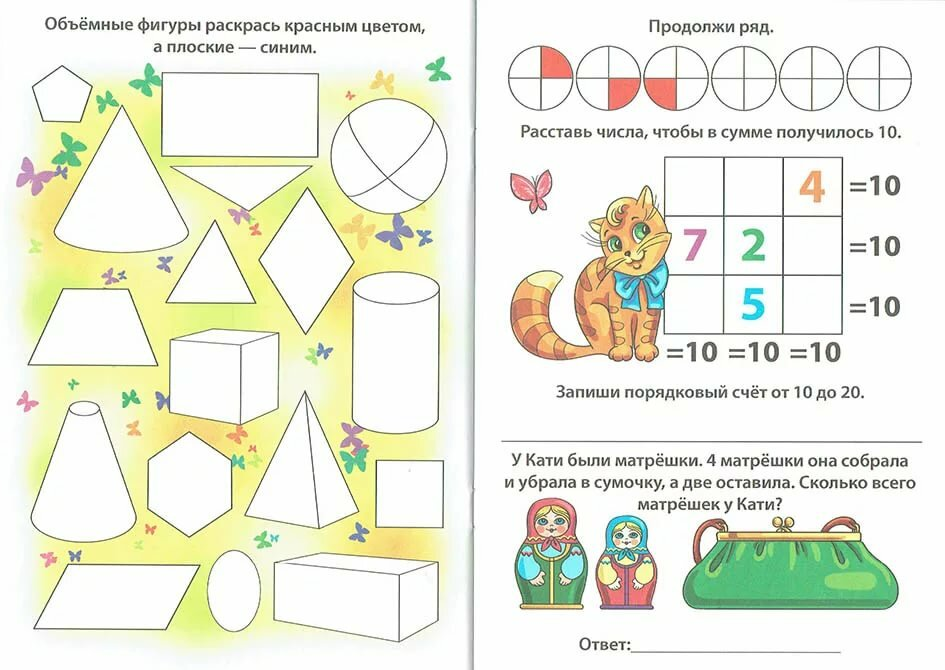 Объёмные фигуры раскрась красным цветом,
а плоские — синим.
Продолжи ряд.
Расставь числа, чтобы в сумме получилось 10.
4 =10
7 2 =10
5 =10
=10 =10 =10
Запиши порядковый счёт от 10 до 20.
У Кати были матрёшки. 4 матрёшки она собрала
и убрала в сумочку, а две оставила. Сколько всего
матрёшек у Кати?
Ответ: